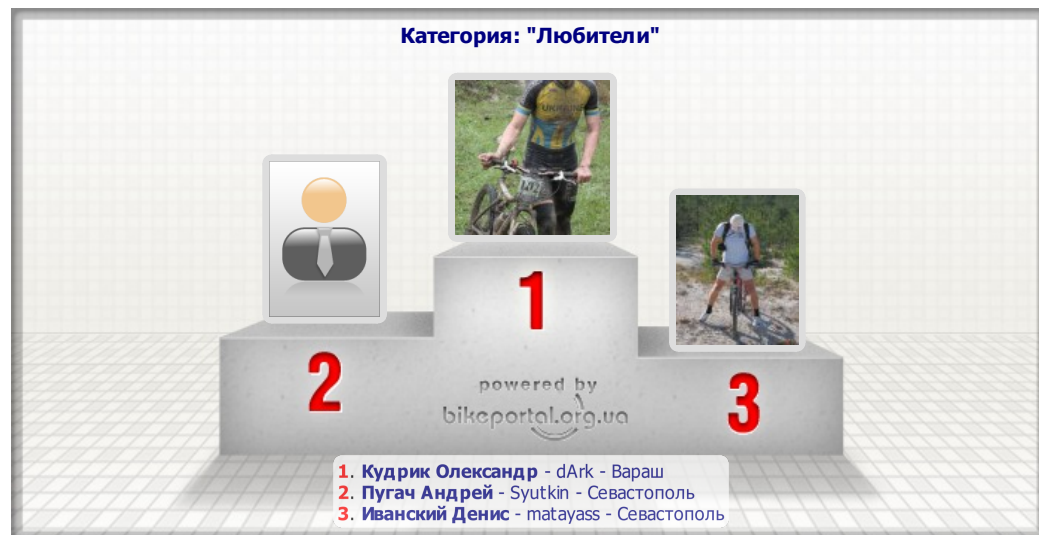 Категория: "Любители"
UKRAINE
1
2
3
powered by
bikeportal.org.ua
1. Кудрик Олександр - dArk - Вараш
2. Пугач Андрей - Syutkin - Севастополь
3. Иванский Денис - matayass - Севастополь